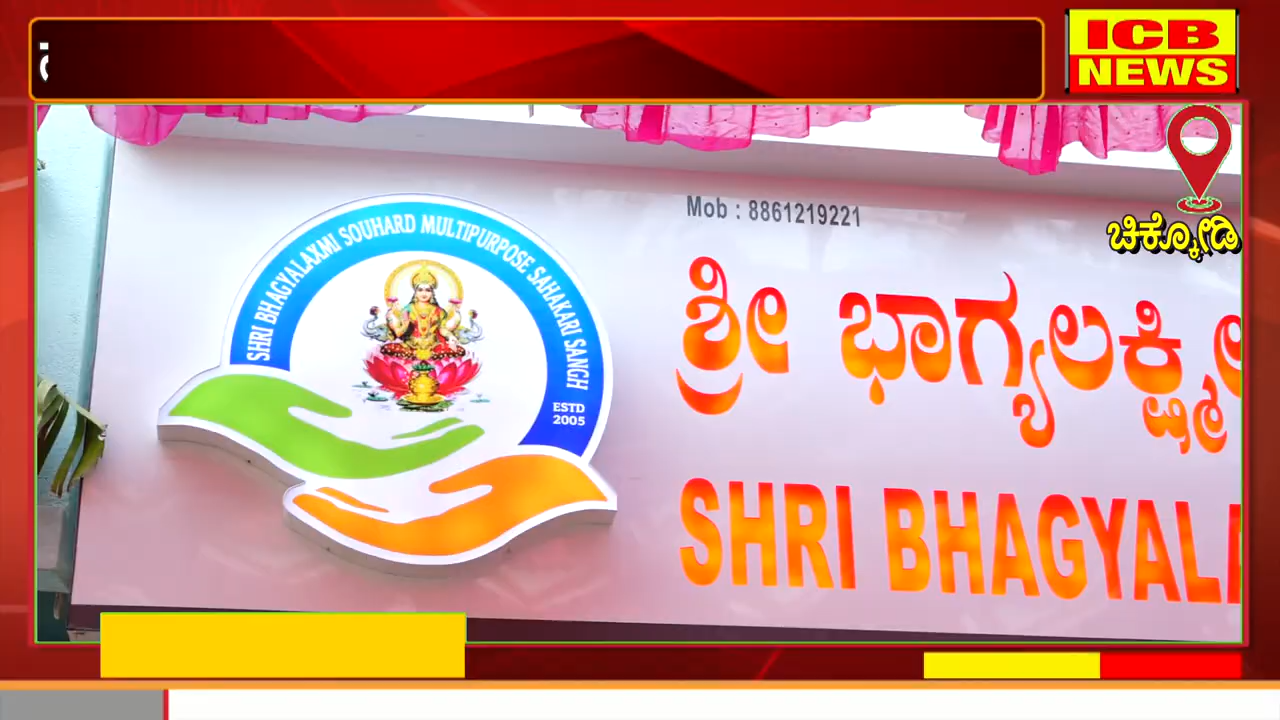 ICB
NEWS
ಚಿಕ್ಕೋಡಿ
Mob : 8861219221
SHRI BHAGYALAXMI SOUHARD MULTIPURPOSE SAHAKARI SANGH
ESTD
2005
ಶ್ರೀ ಭಾಗ್ಯಲಕ್ಷ್ಮಿ
SHRI BHAGYAL